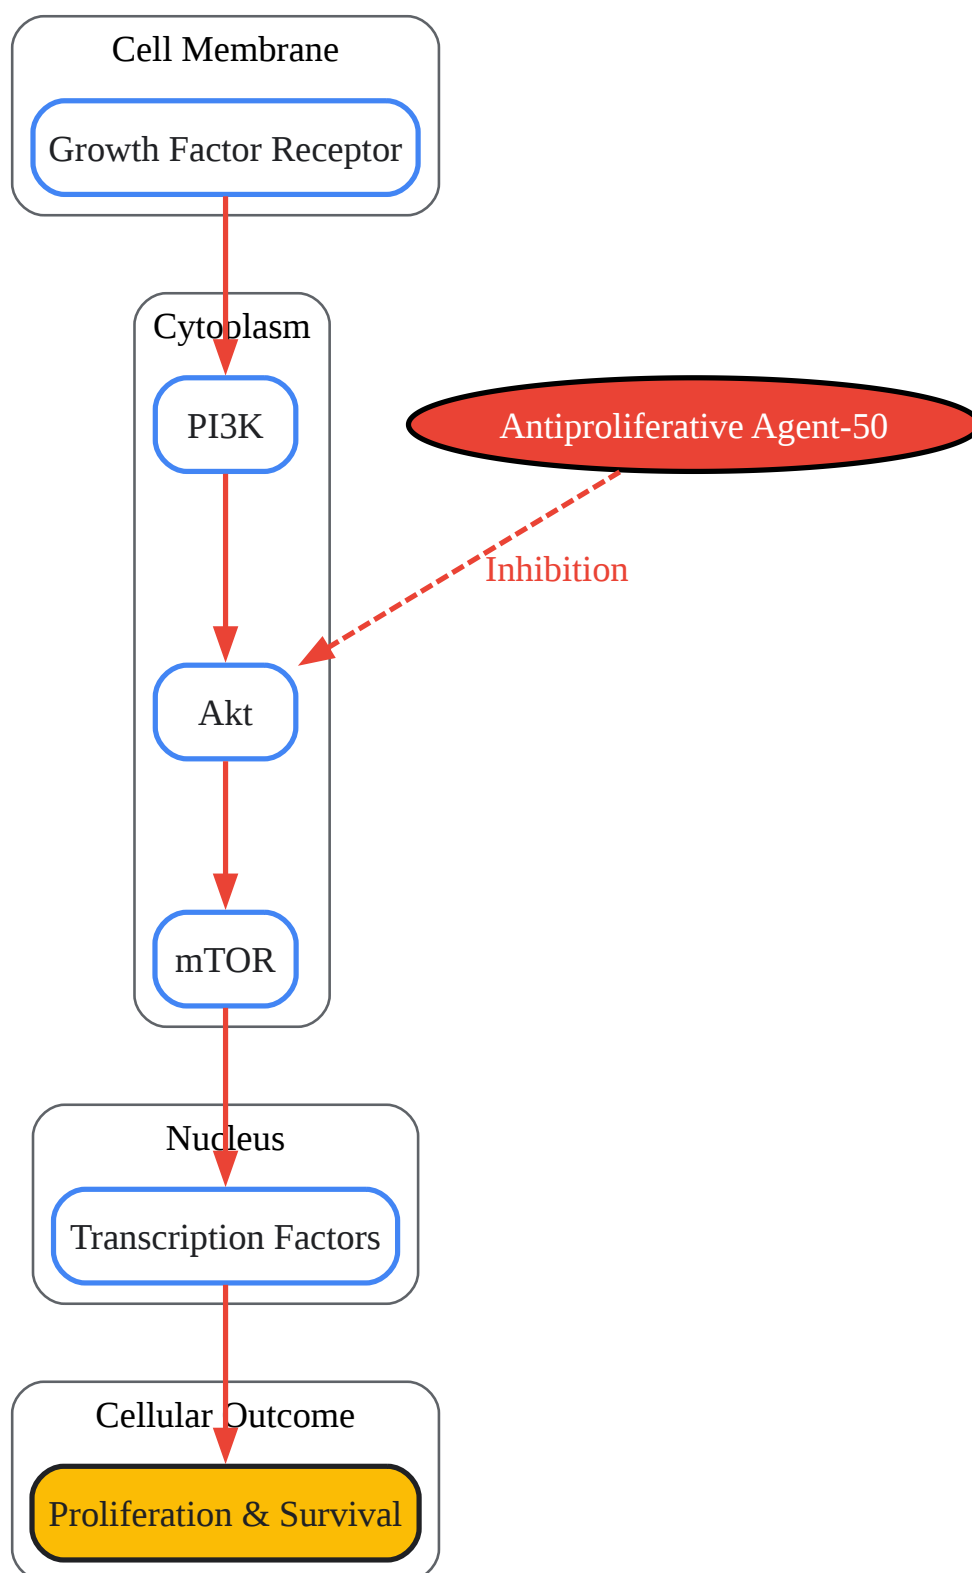 Cell Membrane
Growth Factor Receptor
Cytoplasm
PI3K
Antiproliferative Agent-50
Inhibition
Akt
mTOR
Nucleus
Transcription Factors
Cellular Outcome
Proliferation & Survival